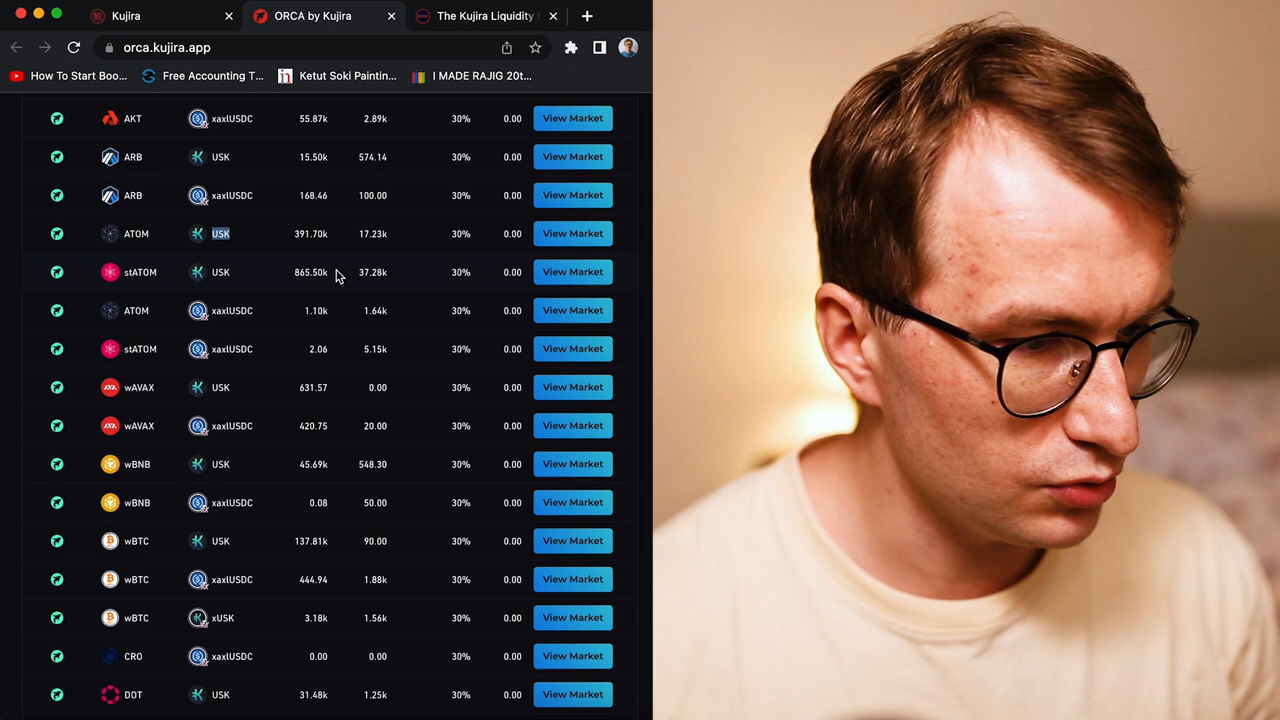 Kujira
ORCA by Kujira
The Kujira Liquidity
orca.kujira.app
How To Start Boo...
Free Accounting T...
Ketut Soki Paintin...
I MADE RAJIG 20t...
AKT xaxlUSDC 55.87k 2.89k 30% 0.00 View Market
ARB USK 15.50k 574.14 30% 0.00 View Market
ARB xaxlUSDC 168.46 100.00 30% 0.00 View Market
ATOM USK 391.70k 17.23k 30% 0.00 View Market
stATOM USK 865.50k 37.28k 30% 0.00 View Market
ATOM xaxlUSDC 1.10k 1.64k 30% 0.00 View Market
stATOM xaxlUSDC 2.06 5.15k 30% 0.00 View Market
wAVAX USK 631.57 0.00 30% 0.00 View Market
wAVAX xaxlUSDC 420.75 20.00 30% 0.00 View Market
wBNB USK 45.69k 548.30 30% 0.00 View Market
wBNB xaxlUSDC 0.08 50.00 30% 0.00 View Market
wBTC USK 137.81k 90.00 30% 0.00 View Market
wBTC xaxlUSDC 444.94 1.88k 30% 0.00 View Market
wBTC xUSK 3.18k 1.56k 30% 0.00 View Market
CRO xaxlUSDC 0.00 0.00 30% 0.00 View Market
DOT USK 31.48k 1.25k 30% 0.00 View Market